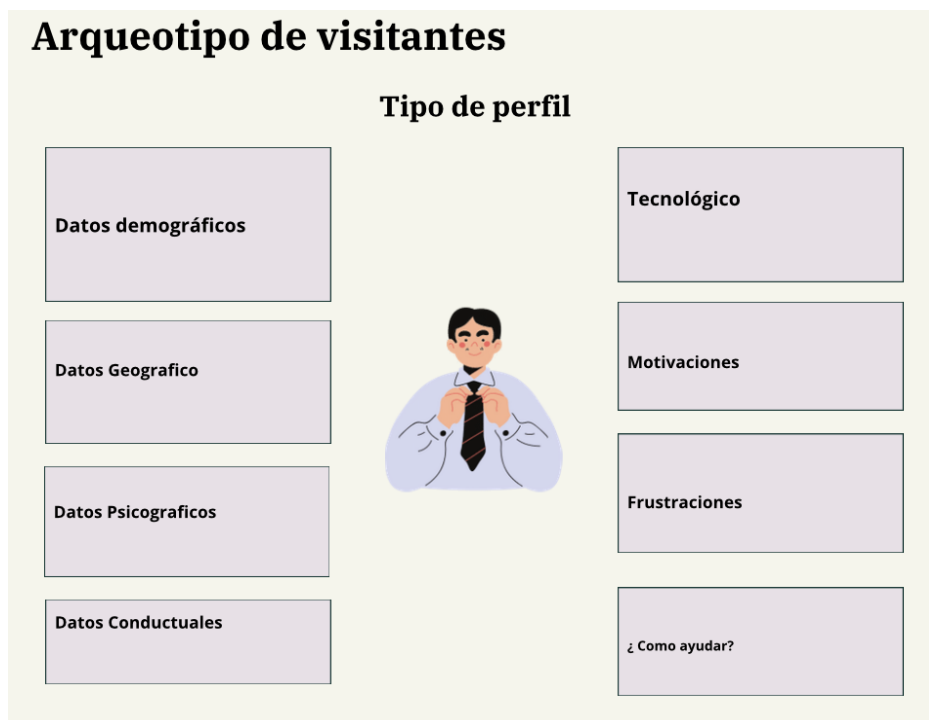 Arqueotipo de visitantes
Tipo de perfil
Datos demográficos
Datos Geografico
Datos Psicograficos
Datos Conductuales
Tecnológico
Motivaciones
Frustraciones
¿ Como ayudar?